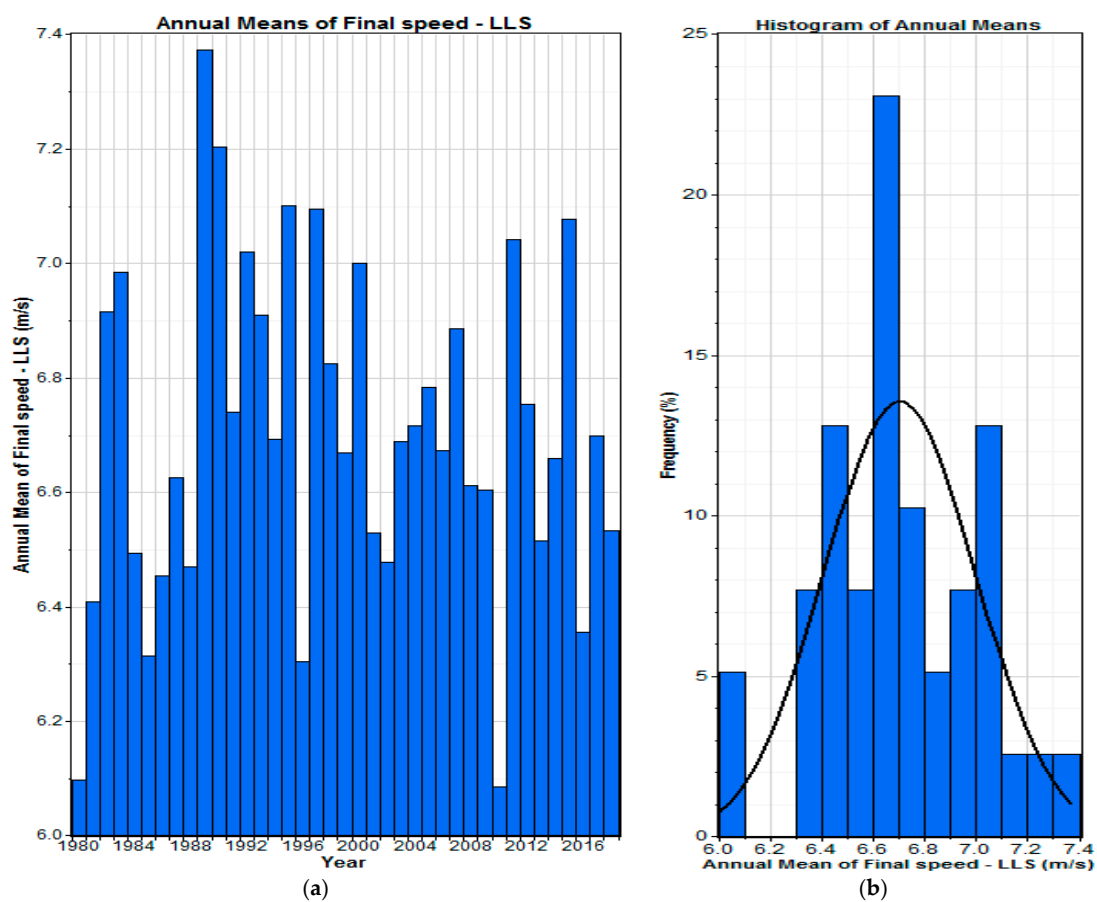 Annual Means of Final speed - LLS
Annual Mean of Final speed - LLS (m/s)
7.4
7.2
7.0
6.8
6.6
6.4
6.2
6.0
1980 1984 1988 1992 1996 2000 2004 2008 2012 2016
Year
(a)
Histogram of Annual Means
Frequency (%)
25
20
15
10
5
0
6.0 6.2 6.4 6.6 6.8 7.0 7.2 7.4
Annual Mean of Final speed - LLS (m/s)
(b)